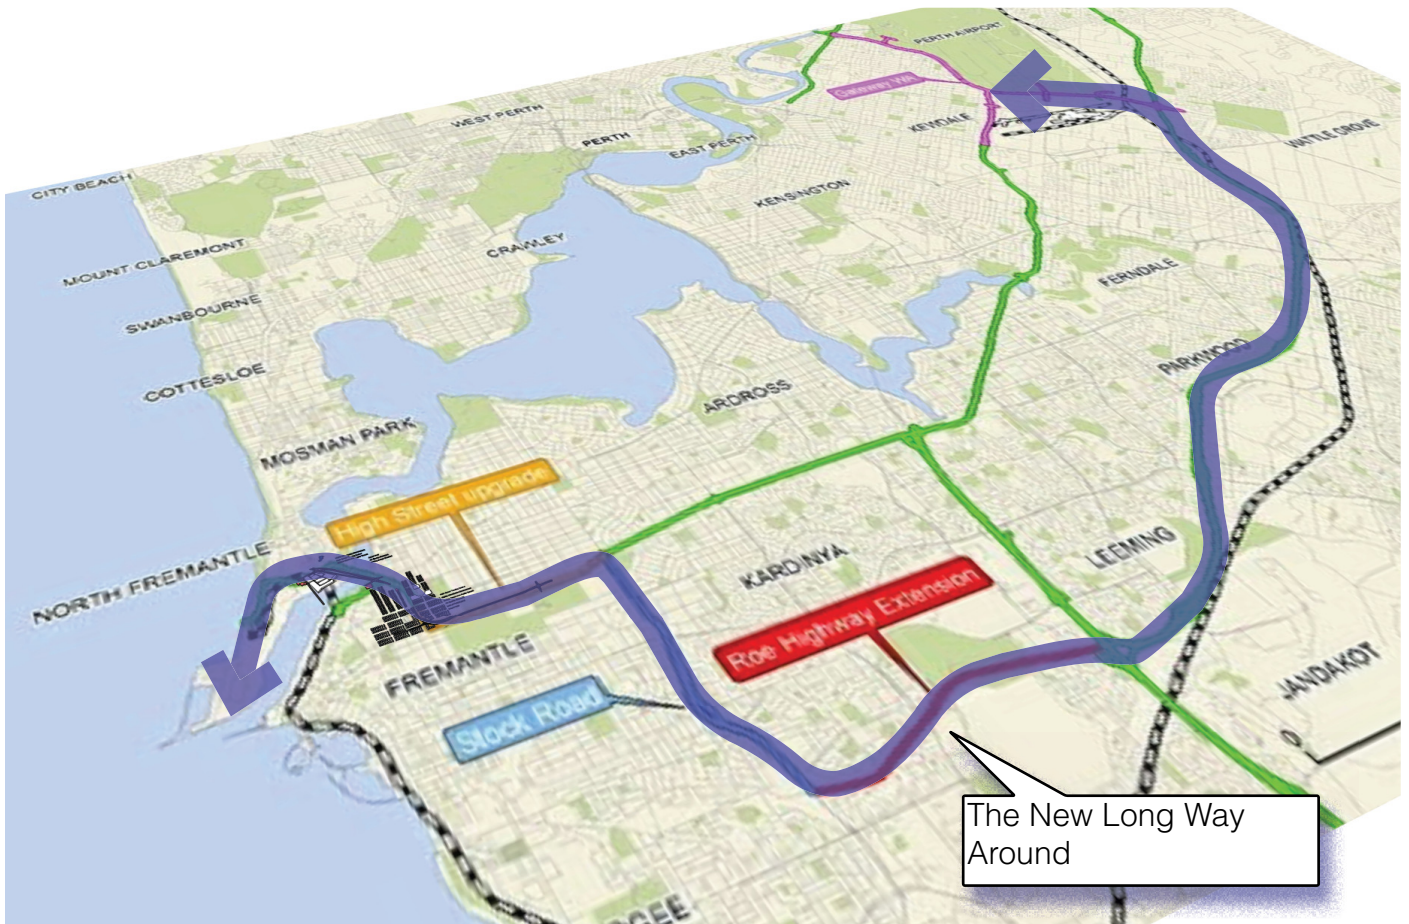 PERTH AIRPORT
Gateway WA
WEST PERTH
PERTH
EAST PERTH
KEWDALE
WATTLE GROVE
CITY BEACH
KENSINGTON
MOUNT CLAREMONT
CRAWLEY
FERNDALE
SWANBOURNE
COTTESLOE
PARKWOOD
ARDROSS
MOSMAN PARK
High Street upgrade
NORTH FREMANTLE
KARDINYA
LEEMING
Roe Highway Extension
FREMANTLE
JANDAKOT
Stock Road
0
The New Long Way
Around